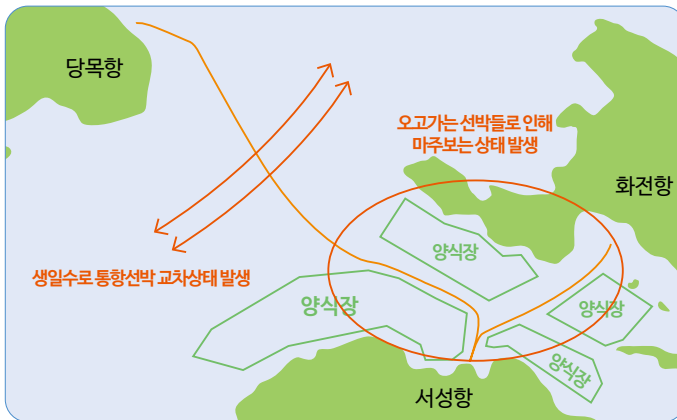 당목항
오고가는 선박들로 인해
마주보는 상태 발생
화전항
양식장
생일수로 통항선박 교차상태 발생
양식장
양식장
양식장
서성항